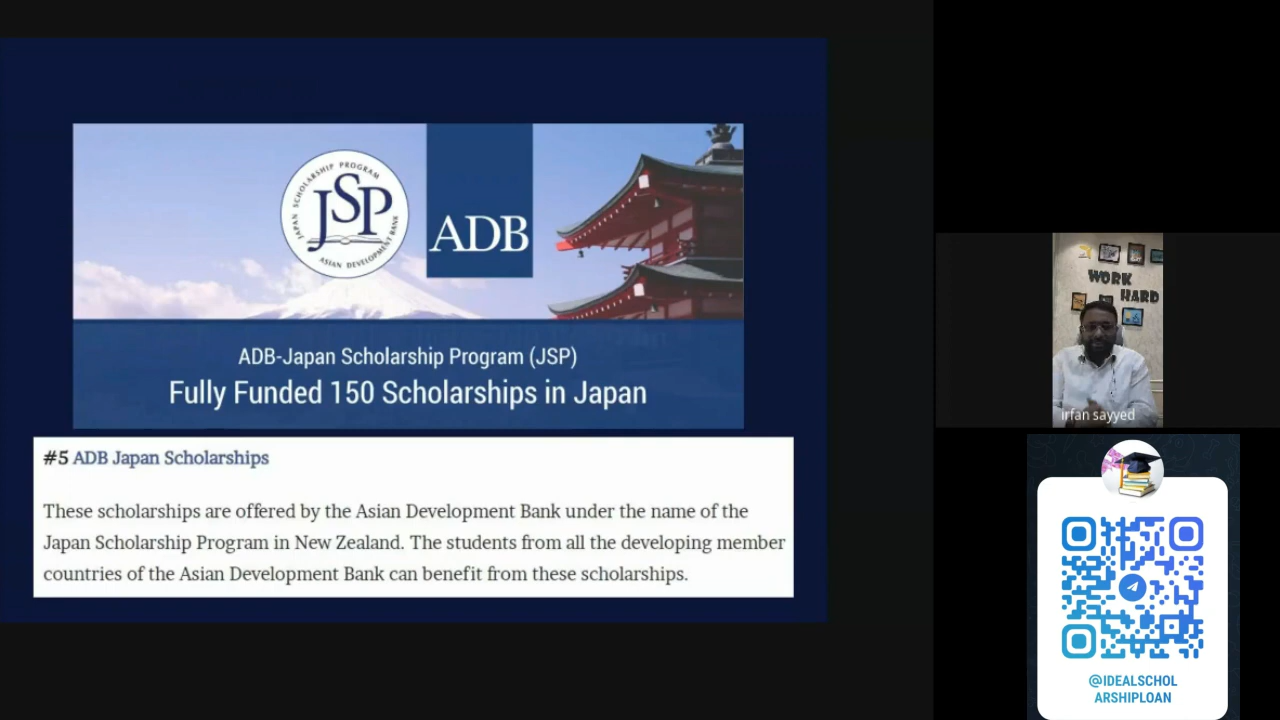 JAPAN SCHOLARSHIP PROGRAM
JSP
ASIAN DEVELOPMENT BANK
ADB
ADB-Japan Scholarship Program (JSP)
Fully Funded 150 Scholarships in Japan
#5 ADB Japan Scholarships
These scholarships are offered by the Asian Development Bank under the name of the
Japan Scholarship Program in New Zealand. The students from all the developing member
countries of the Asian Development Bank can benefit from these scholarships.
WORK
HARD
irfan sayyed
@IDEALSCHOL
ARSHIPLOAN